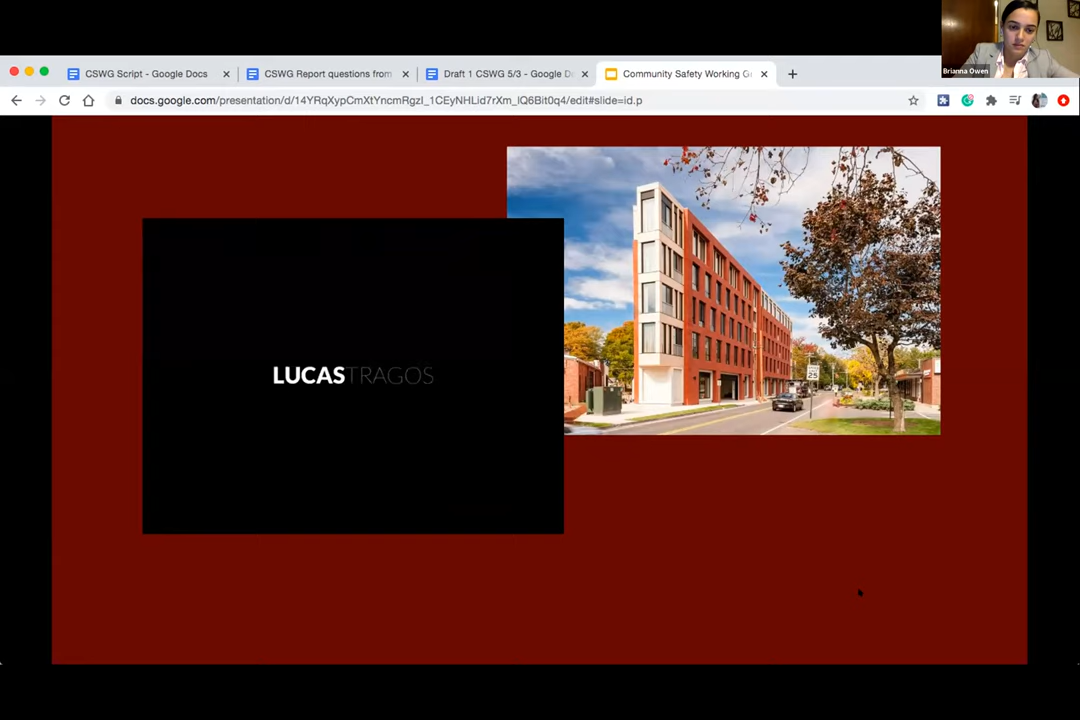 Brianna Owen
CSWG Script - Google Docs
CSWG Report questions from
Draft 1 CSWG 5/3 - Google D
Community Safety Working G
docs.google.com/presentation/d/14YRqXypCmXtYncmRgzI_1CEyNHLid7rXm_lQ6Bit0q4/edit#slide=id.p
LUCASTRAGOS
25